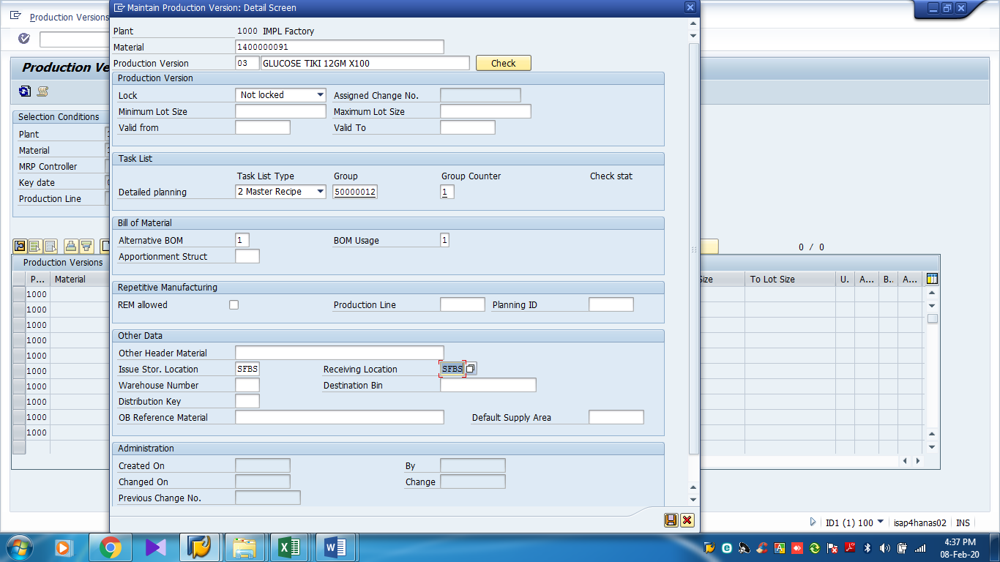 Maintain Production Version: Detail Screen
Production Versions
Plant 1000 IMPL Factory
Material 1400000091
Production Version 03 GLUCOSE TIKI 12GM X100 Check
Production Ve
Production Version
Lock Not locked Assigned Change No.
Minimum Lot Size Maximum Lot Size
Valid from Valid To
Selection Conditions
Plant
Material
MRP Controller
Key date
Production Line
Task List
Task List Type Group Group Counter Check stat
Detailed planning 2 Master Recipe 50000012 1
Bill of Material
Alternative BOM 1 BOM Usage 1
Apportionment Struct
0 / 0
Production Versions
P... Material
Size To Lot Size U. A... B.. A...
1000
1000
1000
1000
1000
1000
1000
1000
1000
1000
Repetitive Manufacturing
REM allowed Production Line Planning ID
Other Data
Other Header Material
Issue Stor. Location SFBS Receiving Location SFBS
Warehouse Number Destination Bin
Distribution Key
OB Reference Material Default Supply Area
Administration
Created On By
Changed On Change
Previous Change No.
ID1 (1) 100 isap4hanas02 INS
4:37 PM
08-Feb-20